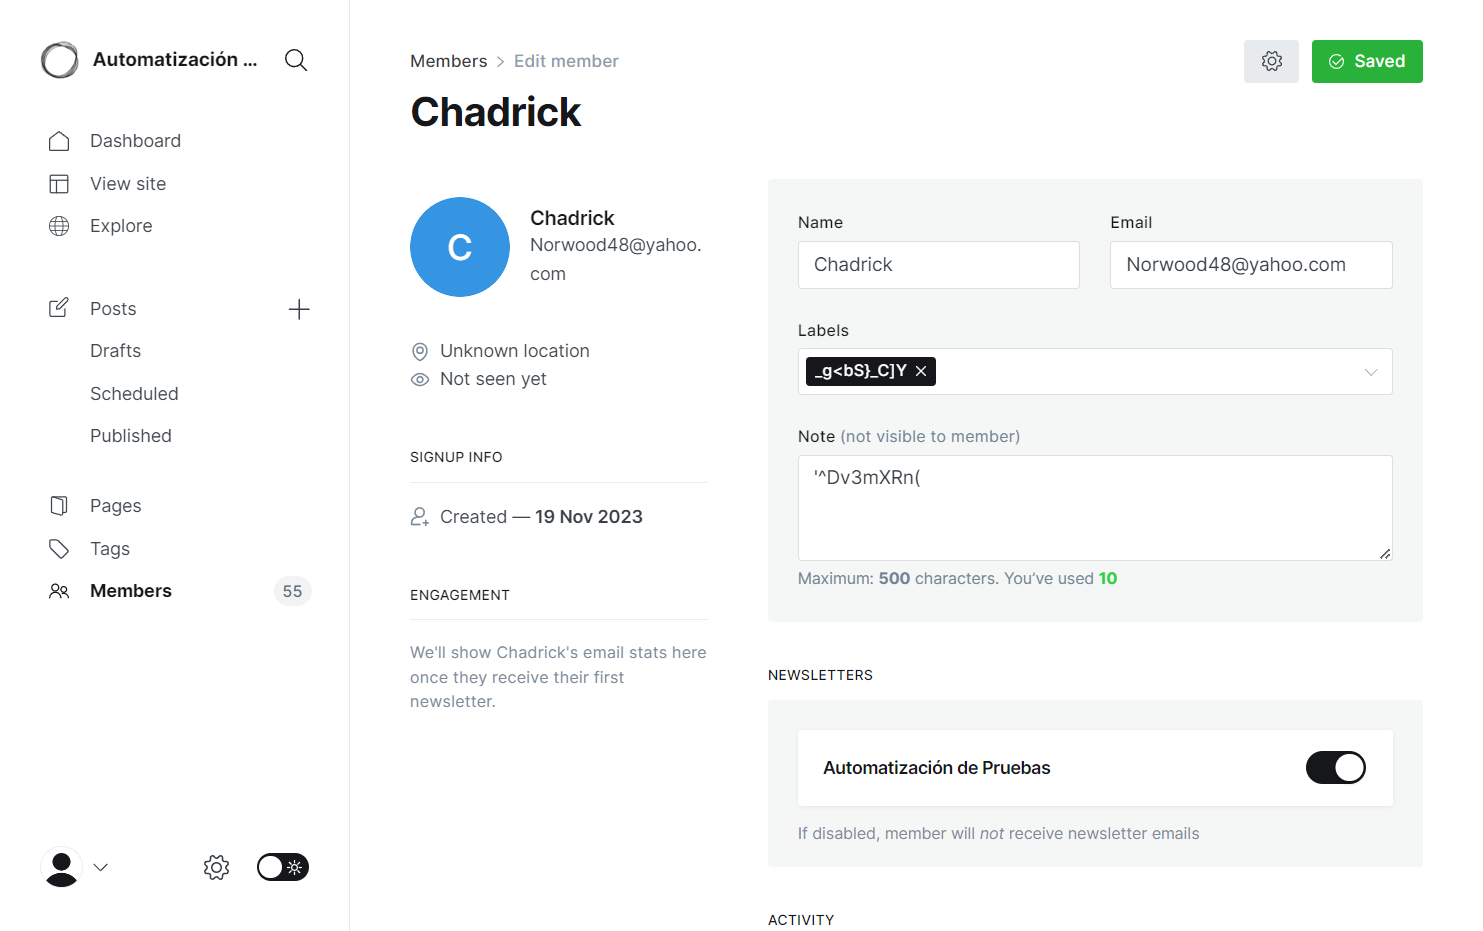 Automatización ...
Dashboard
View site
Explore
Posts
Drafts
Scheduled
Published
Pages
Tags
Members 55
Members > Edit member
Saved
Chadrick
C
Chadrick
Norwood48@yahoo.
com
Unknown location
Not seen yet
SIGNUP INFO
Created — 19 Nov 2023
ENGAGEMENT
We'll show Chadrick's email stats here
once they receive their first
newsletter.
Name
Chadrick
Email
Norwood48@yahoo.com
Labels
_g<bS}_C]Y
Note (not visible to member)
'^Dv3mXRn(
Maximum: 500 characters. You’ve used 10
NEWSLETTERS
Automatización de Pruebas
If disabled, member will not receive newsletter emails
ACTIVITY